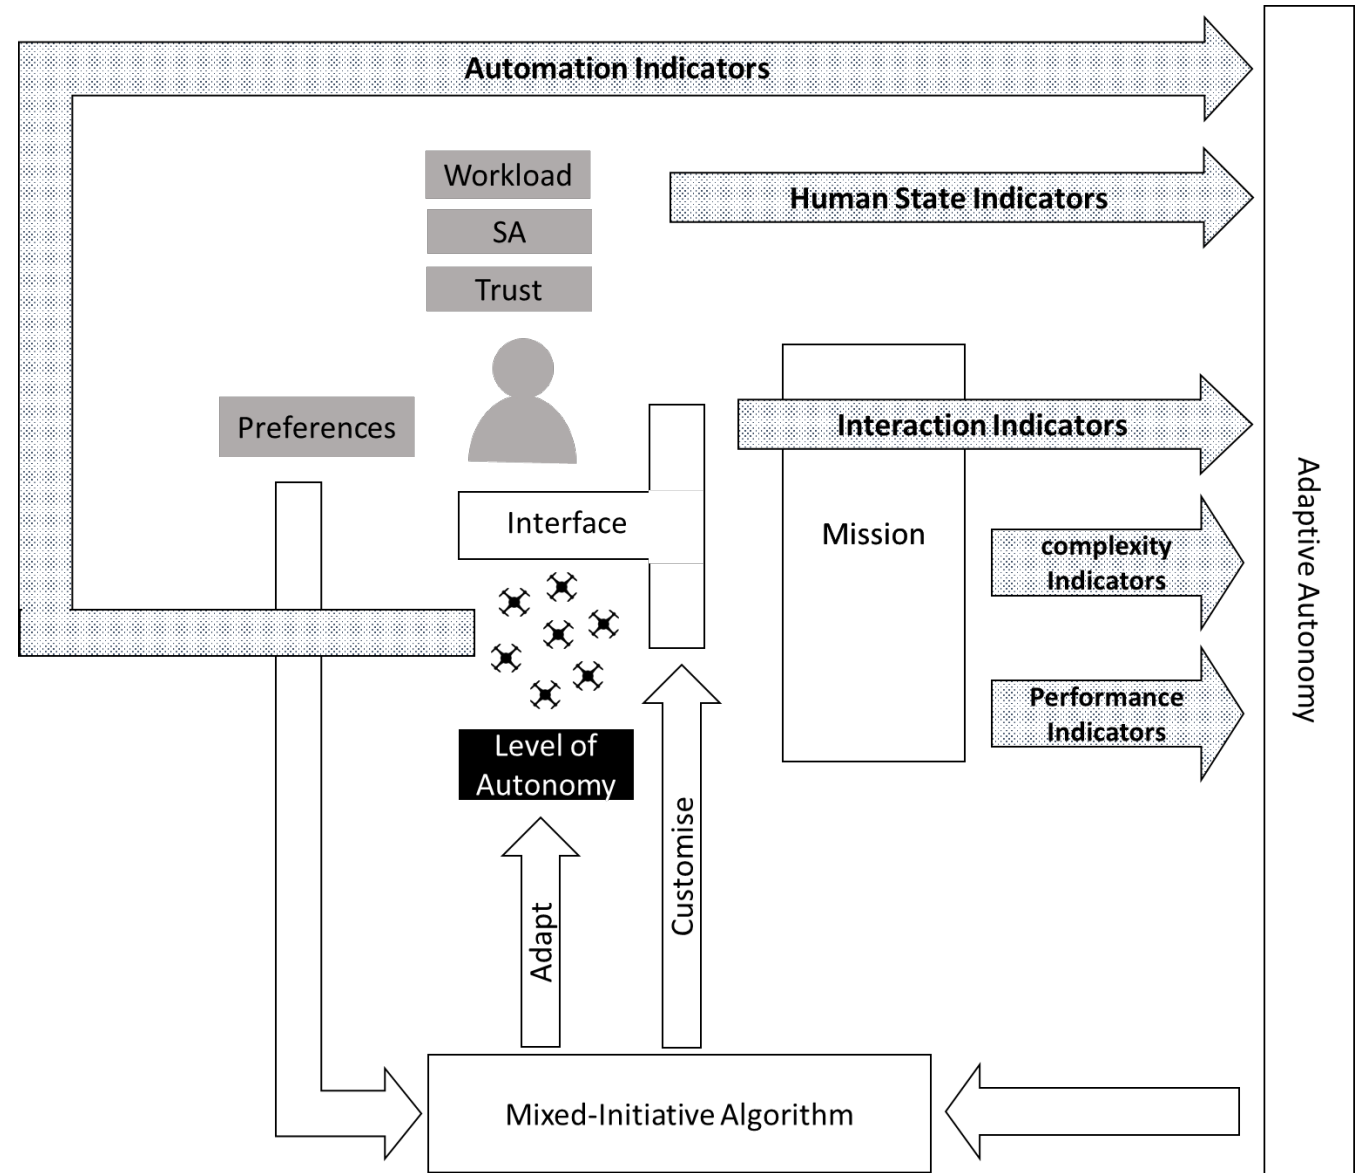 Automation Indicators
Workload
Human State Indicators
SA
Trust
Preferences
Interaction Indicators
Interface
Mission
complexity
Indicators
Adaptive Autonomy
Performance
Indicators
Level of
Autonomy
Adapt
Customise
Mixed-Initiative Algorithm